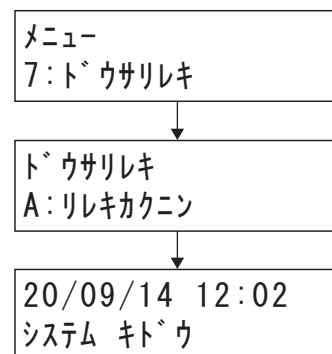 ﾒﾆｭｰ
7:ﾄﾞｳｻﾘﾚｷ
ﾄﾞｳｻﾘﾚｷ
A:ﾘﾚｷｶｸﾆﾝ
20/09/14 12:02
ｼｽﾃﾑ ｷﾄﾞｳ